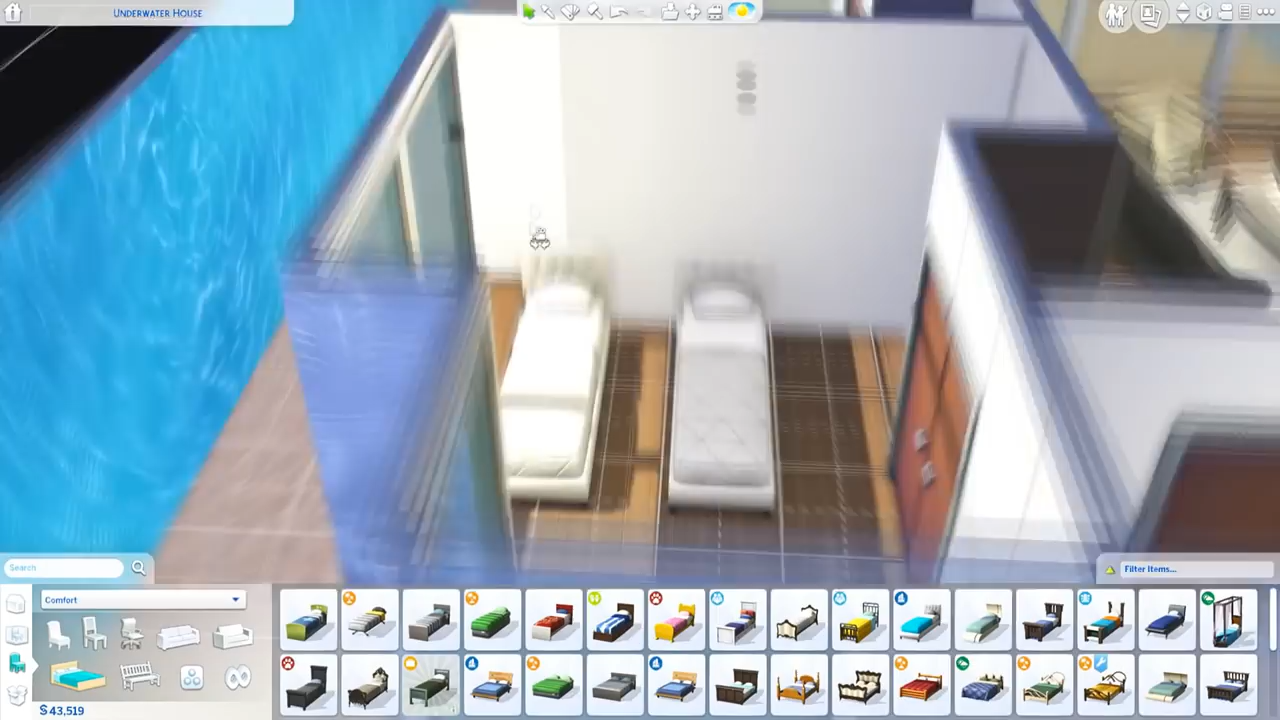 Underwater House
Search
Filter Items...
Comfort
$43,519